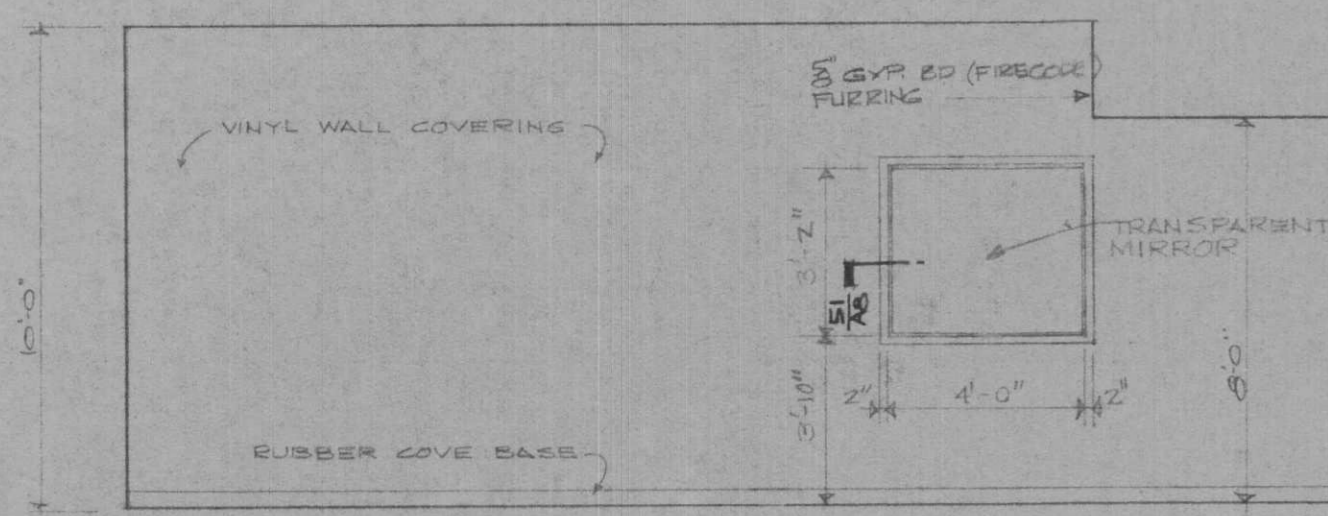 5/8" GYP. BD (FIRECODE)
FURRING
VINYL WALL COVERING
TRANSPARENT
MIRROR
3'-2"
51
A8
10'-0"
3'-10"
2"
4'-0"
2"
8'-0"
RUBBER COVE BASE